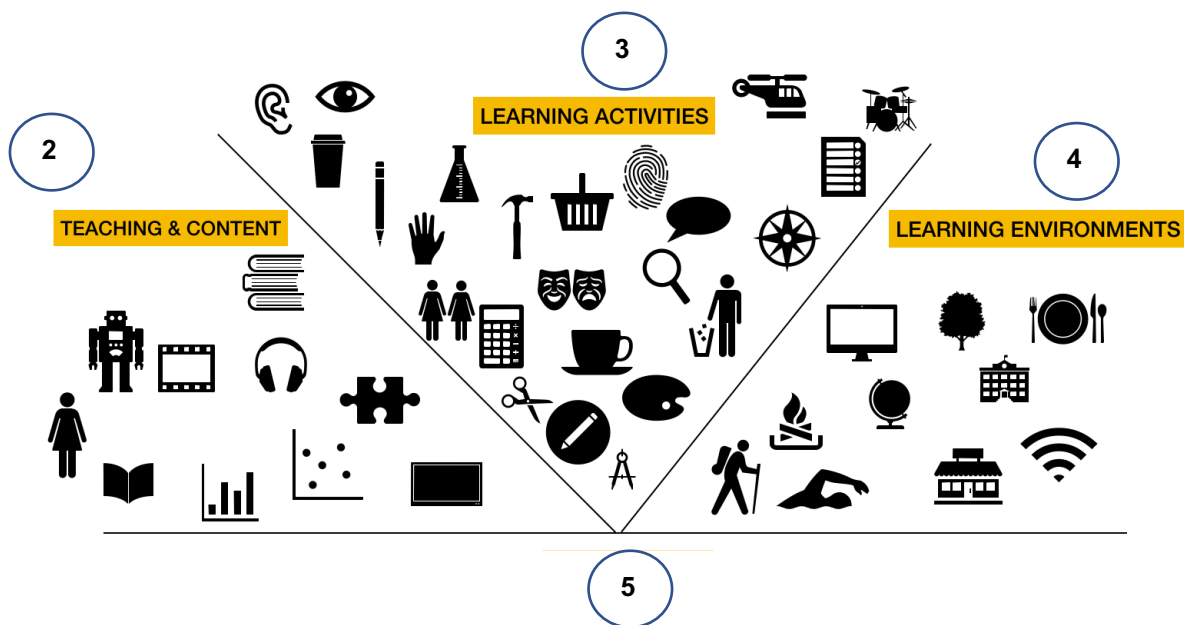 3
LEARNING ACTIVITIES
2
4
TEACHING & CONTENT
LEARNING ENVIRONMENTS
5